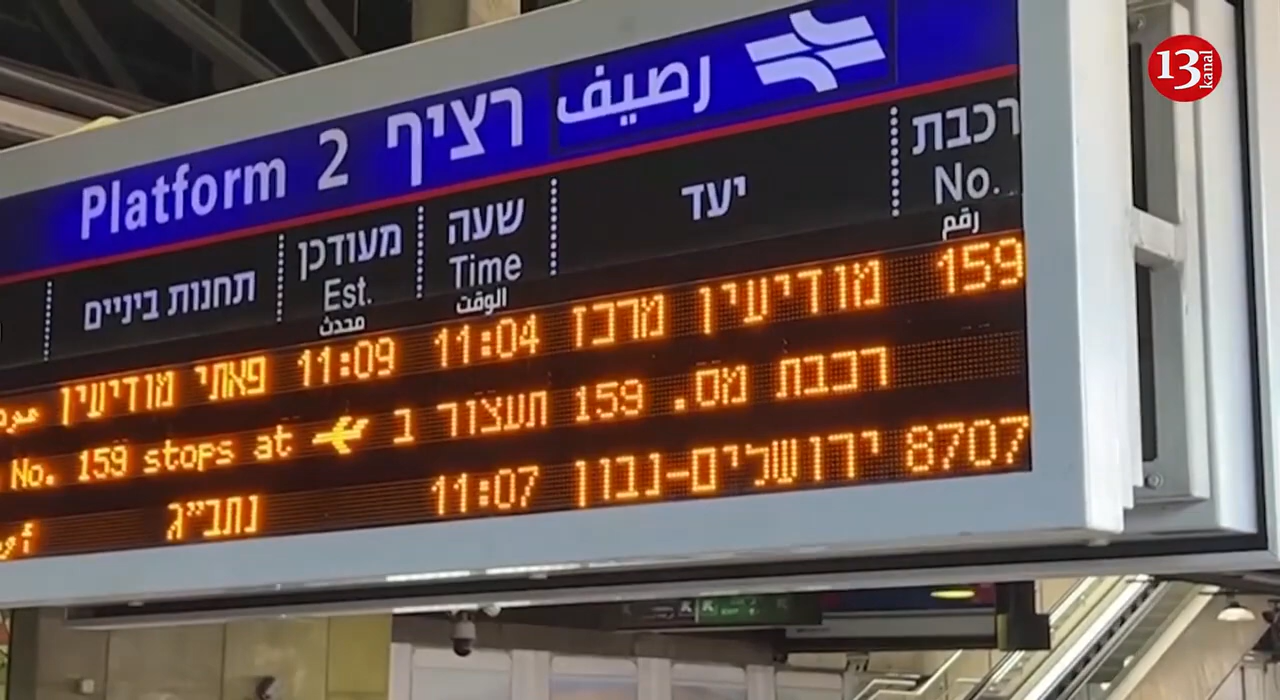 13 kanal
Platform 2 רציף رصيف
רכבת No. رقم
יעד
שעה Time الوقت
מעודכן Est. محدث
תחנות ביניים
159 מודיעין מרכז 11:04 11:09 פאתי מודיעין
רכבת מס. 159 תעצור ב
No. 159 stops at
8707 ירושלים-נבון 11:07 נתב״ג